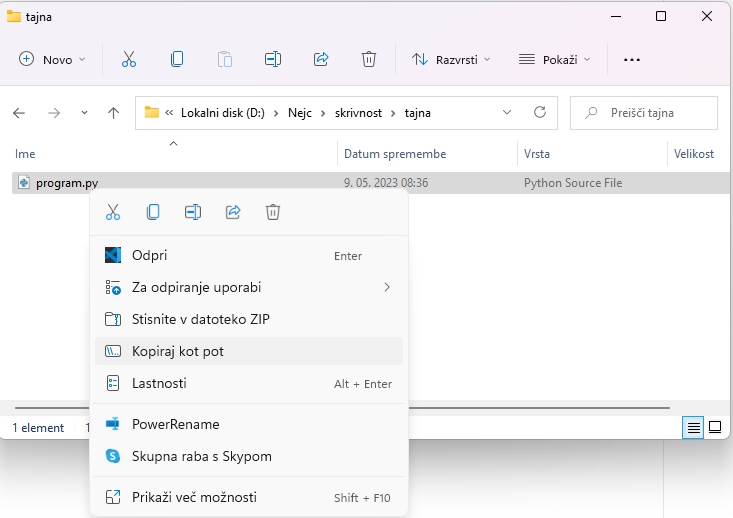 tajna
Novo
Razvrsti
Pokaži
« Lokalni disk (D:) > Nejc > skrivnost > tajna
Preišči tajna
Ime
Datum spremembe
Vrsta
Velikost
program.py
9. 05. 2023 08:36
Python Source File
Odpri
Enter
Za odpiranje uporabi
Stisnite v datoteko ZIP
Kopiraj kot pot
Lastnosti
Alt + Enter
1 element
1
PowerRename
Skupna raba s Skypom
Prikaži več možnosti
Shift + F10